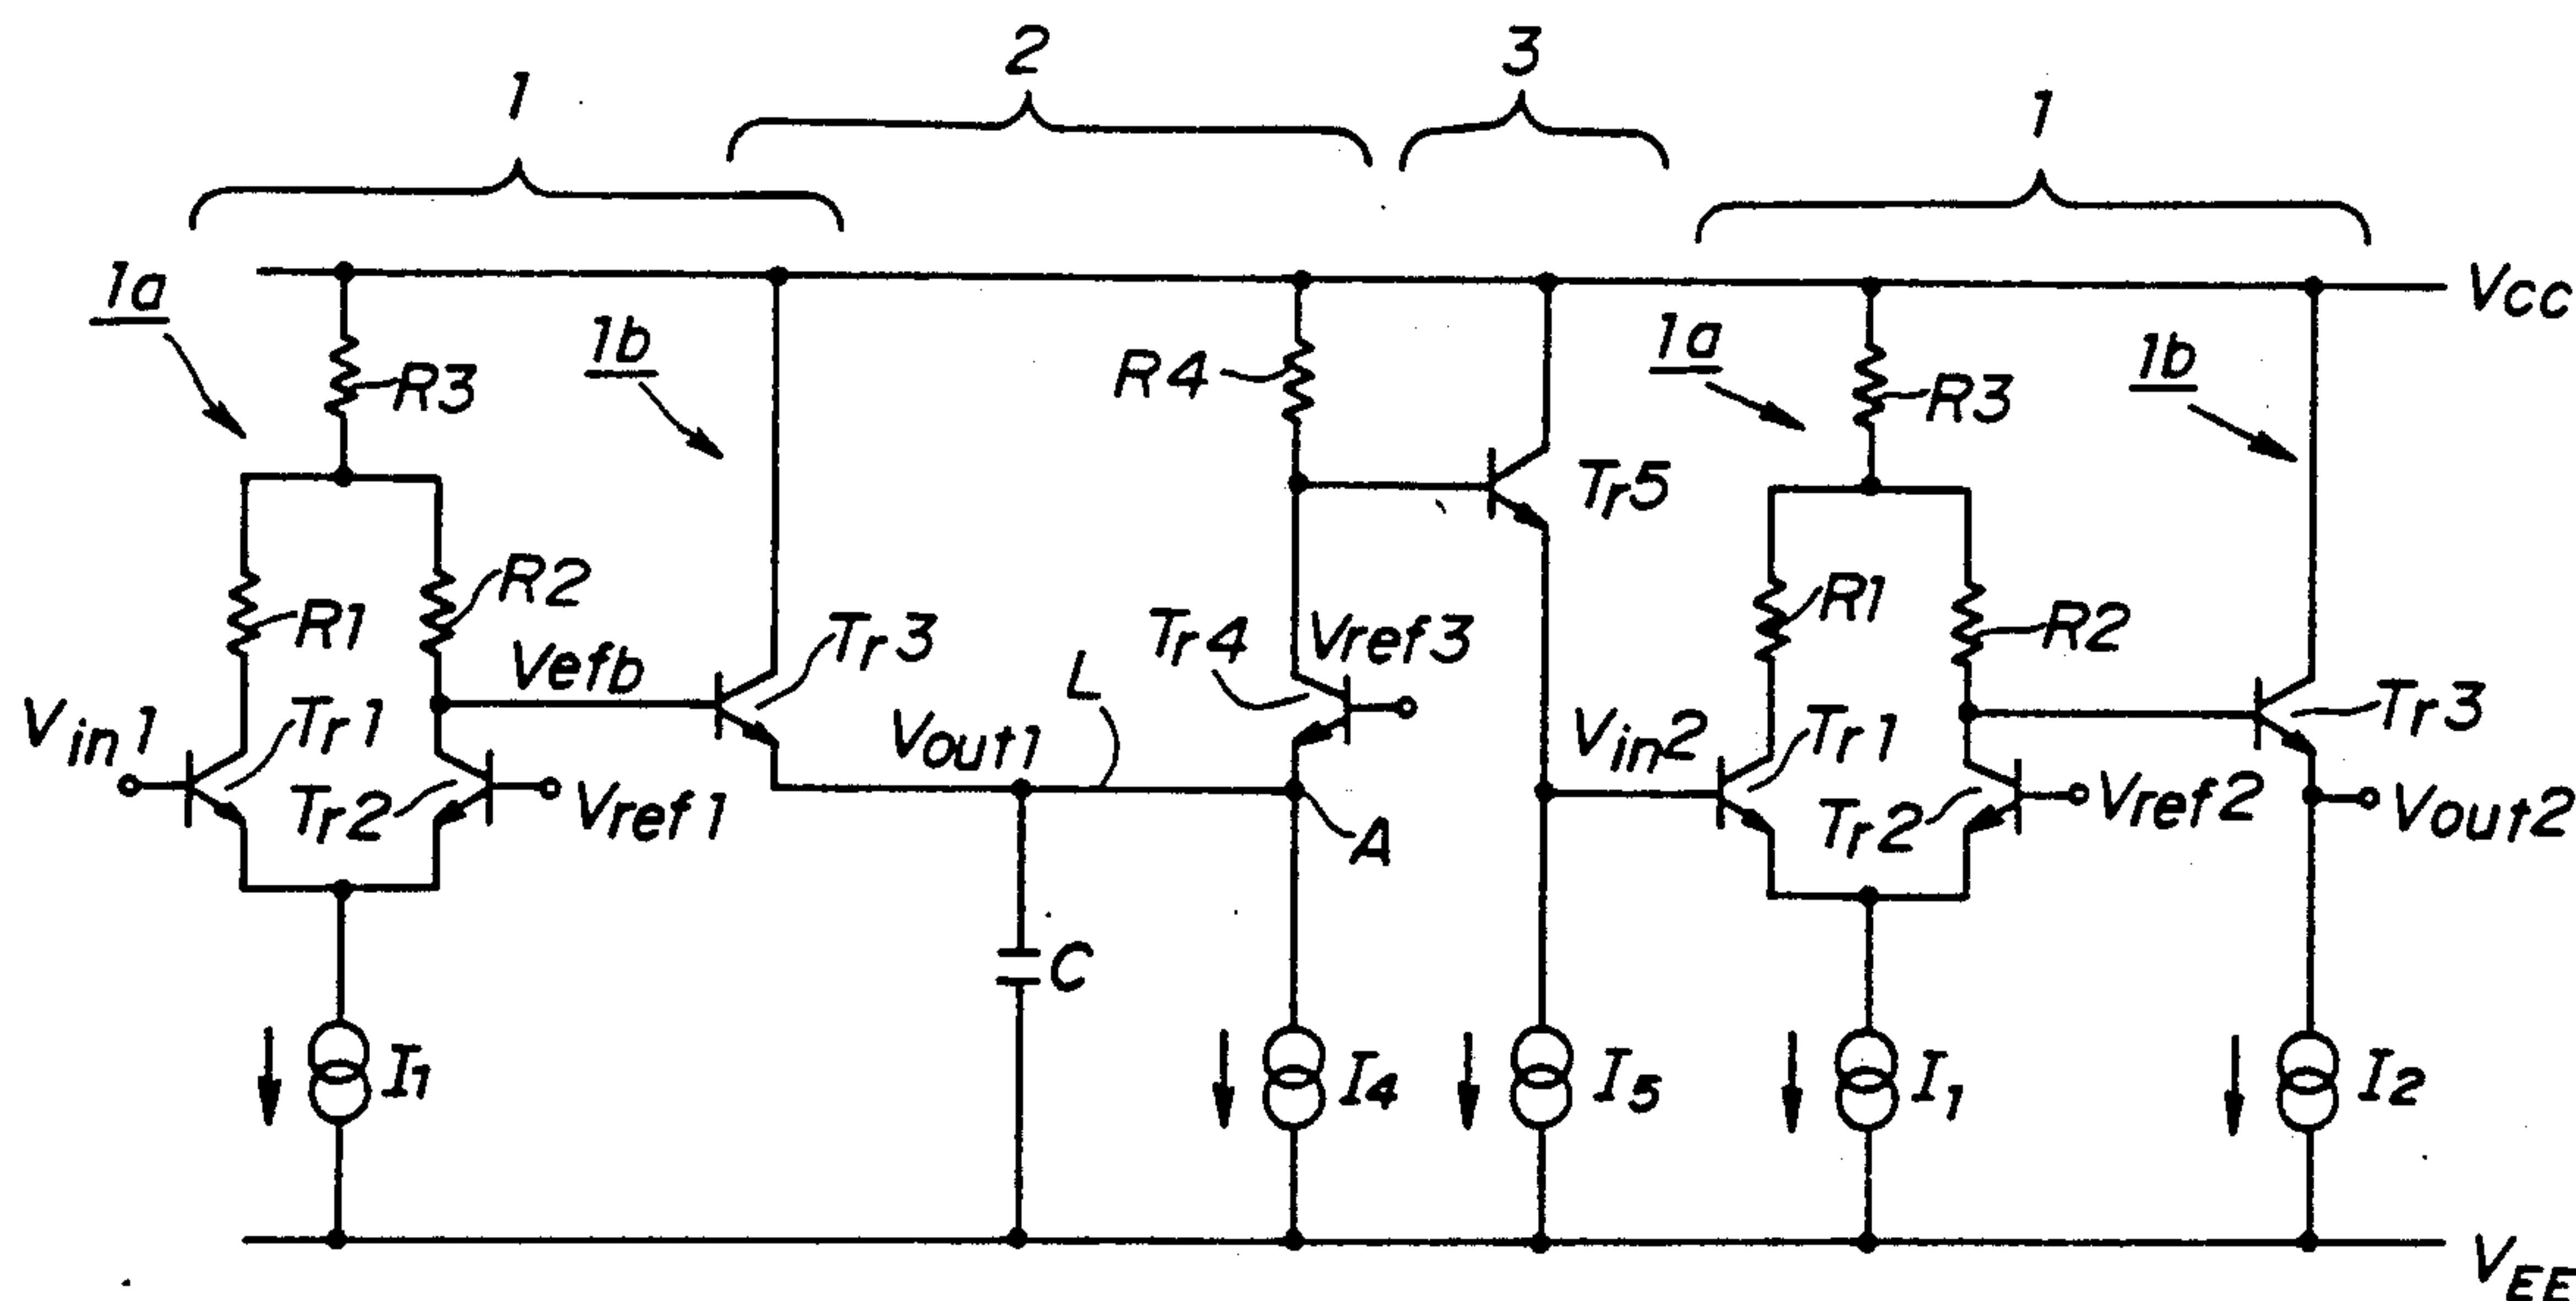 2
3
1
1
1a
1b
1a
1b
VCC
R3
R4
R3
Tr5
R1
R2
R1
R2
Vefb
Tr3
L
Tr4
Vref3
Vin1
Tr1
Vout1
Vin2
Tr1
Tr3
Tr2
Vref1
A
Tr2
Vref2
Vout2
C
I1
I4
I5
I1
I2
VEE